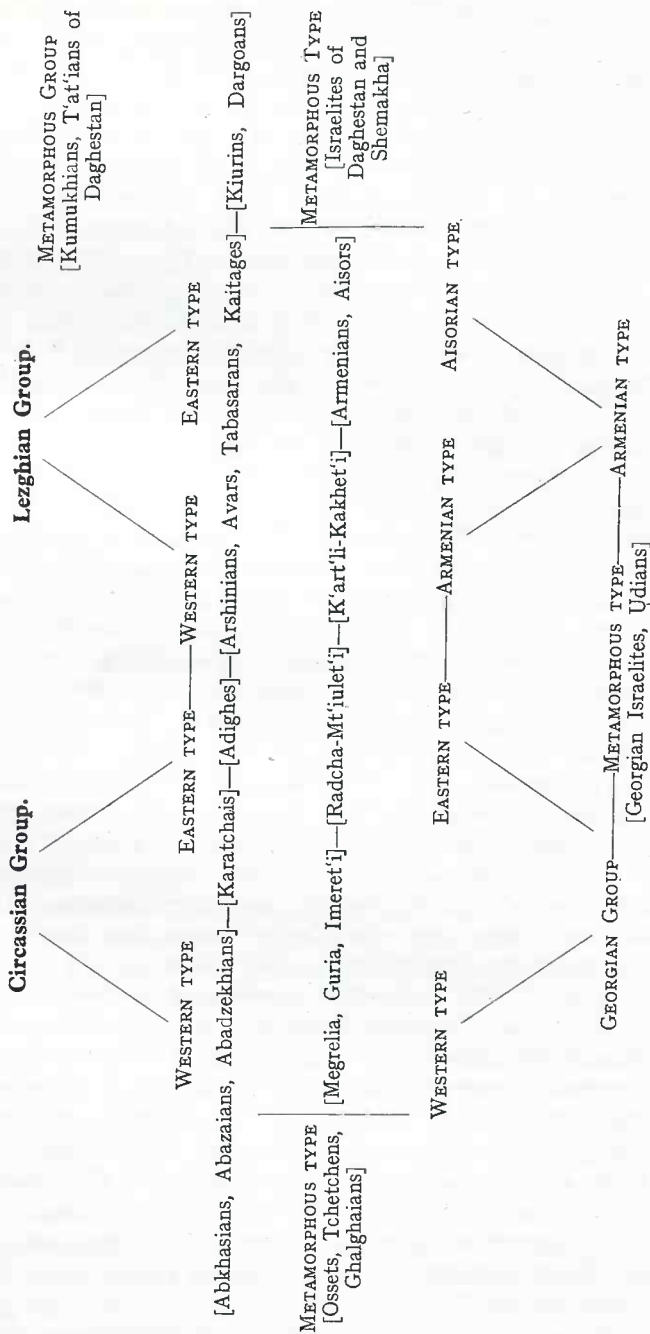 Circassian Group.
Lezghian Group.
METAMORPHOUS GROUP
[Kumukhians, T‘at‘ians of
Daghestan]
WESTERN TYPE
EASTERN TYPE——WESTERN TYPE
EASTERN TYPE
[Abkhasians, Abazaians, Abadzekhians]—[Karatchais]—[Adighes]—[Arshinians, Avars, Tabasarans, Kaitages]—[Kiurins, Dargoans]
METAMORPHOUS TYPE
[Ossets, Tchetchens,
Ghalghaians]
[Megrelia, Guria, Imeret‘i]—[Radcha-Mt‘iulet‘i]—[K‘art‘li-Kakhet‘i]—[Armenians, Aisors]
METAMORPHOUS TYPE
[Israelites of
Daghestan and
Shemakha]
WESTERN TYPE
EASTERN TYPE——ARMENIAN TYPE
AISORIAN TYPE
GEORGIAN GROUP——METAMORPHOUS TYPE——ARMENIAN TYPE
[Georgian Israelites, Ụdians]